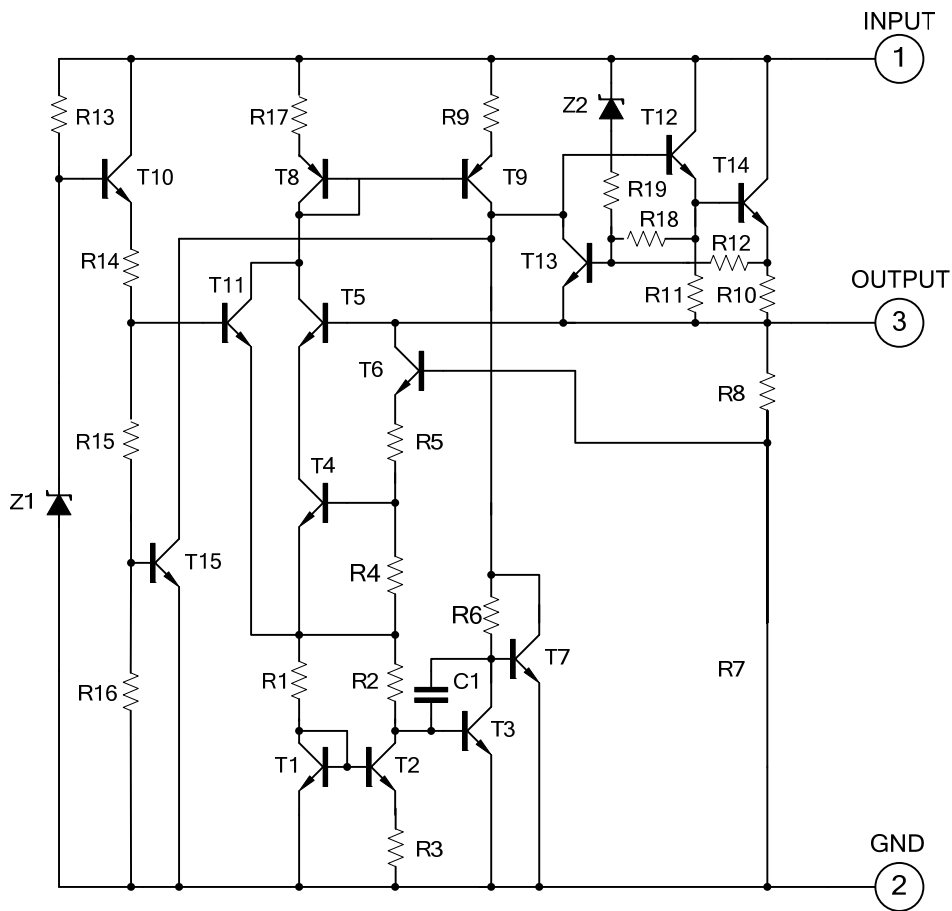 INPUT
1
Z2
T12
R13
R17
R9
T14
T10
T8
T9
R19
R18
R12
R14
T11
T13
R11
R10
OUTPUT
T5
3
T6
R8
R15
R5
T4
Z1
T15
R4
R6
T7
R1
R2
C1
R7
R16
T3
T1
T2
R3
GND
2